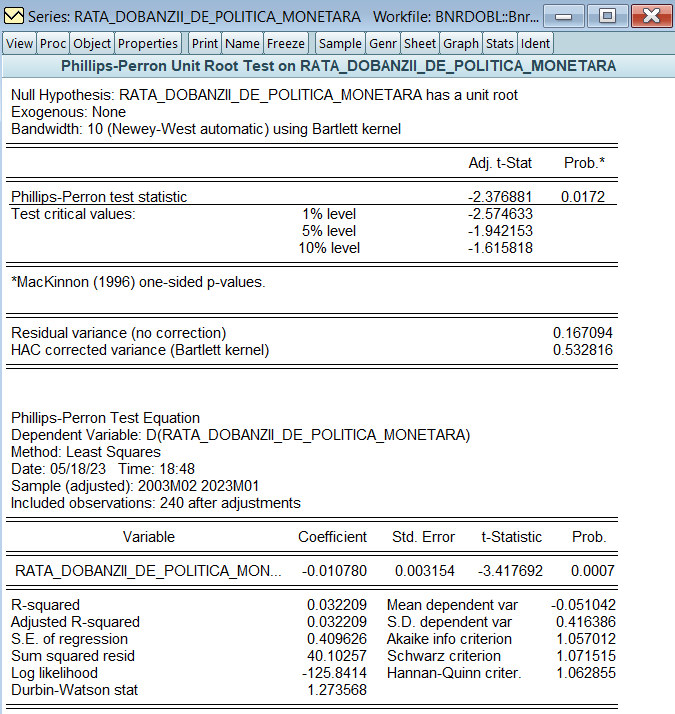 Series: RATA_DOBANZII_DE_POLITICA_MONETARA Workfile: BNRDOBL::Bnr...
View Proc Object Properties Print Name Freeze Sample Genr Sheet Graph Stats Ident
Phillips-Perron Unit Root Test on RATA_DOBANZII_DE_POLITICA_MONETARA
Null Hypothesis: RATA_DOBANZII_DE_POLITICA_MONETARA has a unit root
Exogenous: None
Bandwidth: 10 (Newey-West automatic) using Bartlett kernel
Adj. t-Stat Prob.*
Phillips-Perron test statistic -2.376881 0.0172
Test critical values: 1% level -2.574633
5% level -1.942153
10% level -1.615818
*MacKinnon (1996) one-sided p-values.
Residual variance (no correction) 0.167094
HAC corrected variance (Bartlett kernel) 0.532816
Phillips-Perron Test Equation
Dependent Variable: D(RATA_DOBANZII_DE_POLITICA_MONETARA)
Method: Least Squares
Date: 05/18/23 Time: 18:48
Sample (adjusted): 2003M02 2023M01
Included observations: 240 after adjustments
Variable Coefficient Std. Error t-Statistic Prob.
RATA_DOBANZII_DE_POLITICA_MON... -0.010780 0.003154 -3.417692 0.0007
R-squared 0.032209 Mean dependent var -0.051042
Adjusted R-squared 0.032209 S.D. dependent var 0.416386
S.E. of regression 0.409626 Akaike info criterion 1.057012
Sum squared resid 40.10257 Schwarz criterion 1.071515
Log likelihood -125.8414 Hannan-Quinn criter. 1.062855
Durbin-Watson stat 1.273568